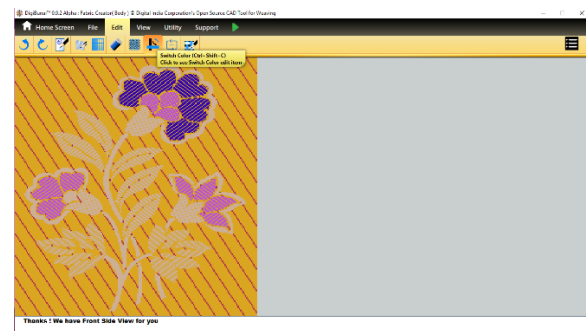 DigiBunai™ 0.9.2 Alpha : Fabric Creator( Body ) © Digital India Corporation's Open Source CAD Tool for Weaving
Home Screen File Edit View Utility Support
Switch Color (Ctrl+Shift+C)
Click to use Switch Color edit item
Thanks ! We have Front Side View for you